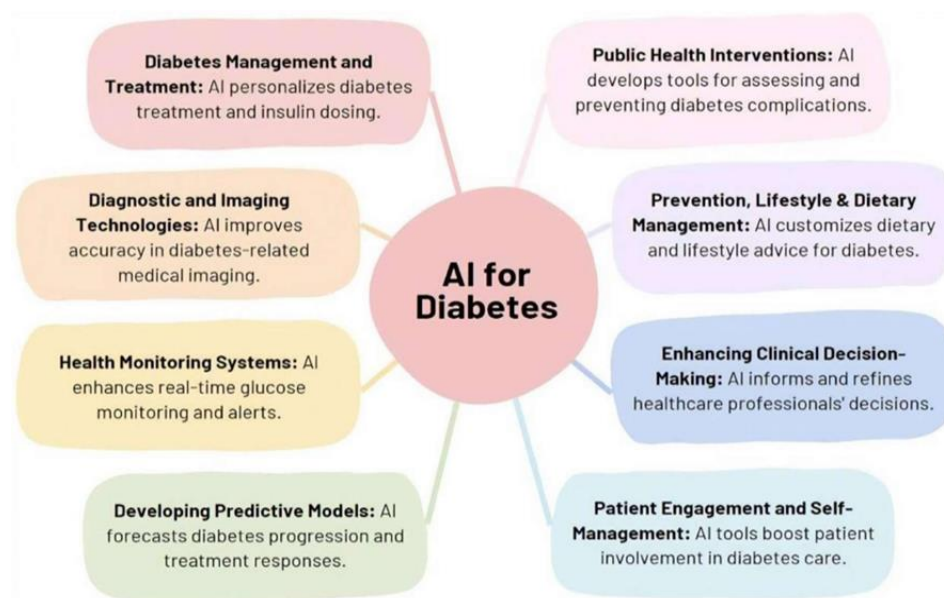 Diabetes Management and
Treatment: AI personalizes diabetes
treatment and insulin dosing.
Public Health Interventions: AI
develops tools for assessing and
preventing diabetes complications.
Diagnostic and Imaging
Technologies: AI improves
accuracy in diabetes-related
medical imaging.
Prevention, Lifestyle & Dietary
Management: AI customizes dietary
and lifestyle advice for diabetes.
AI for
Diabetes
Health Monitoring Systems: AI
enhances real-time glucose
monitoring and alerts.
Enhancing Clinical Decision-
Making: AI informs and refines
healthcare professionals' decisions.
Developing Predictive Models: AI
forecasts diabetes progression and
treatment responses.
Patient Engagement and Self-
Management: AI tools boost patient
involvement in diabetes care.